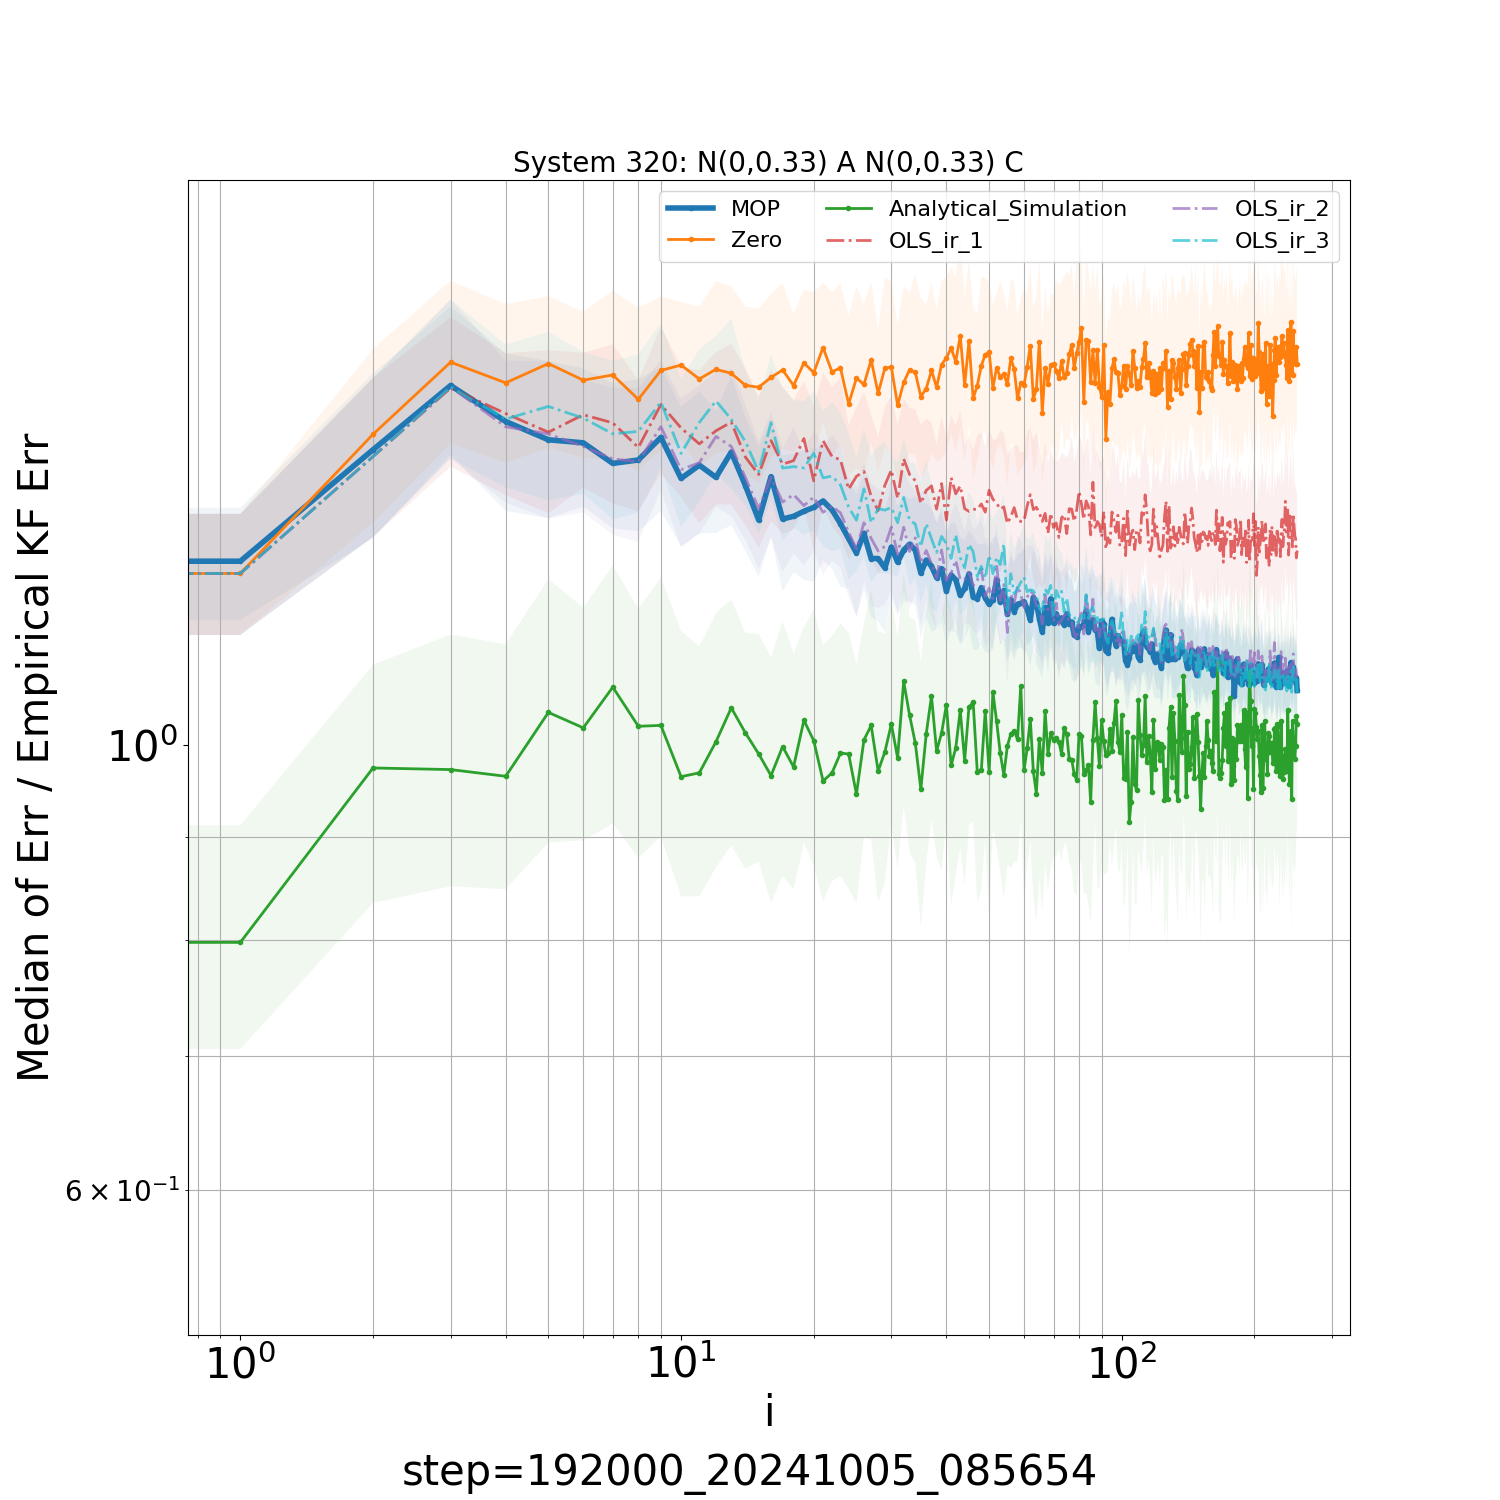 System 320: N(0,0.33) A N(0,0.33) C
MOP
Zero
Analytical_Simulation
OLS_ir_1
OLS_ir_2
OLS_ir_3
Median of Err / Empirical KF Err
10⁰
6 × 10⁻¹
10⁰ 10¹ 10²
i
step=192000_20241005_085654